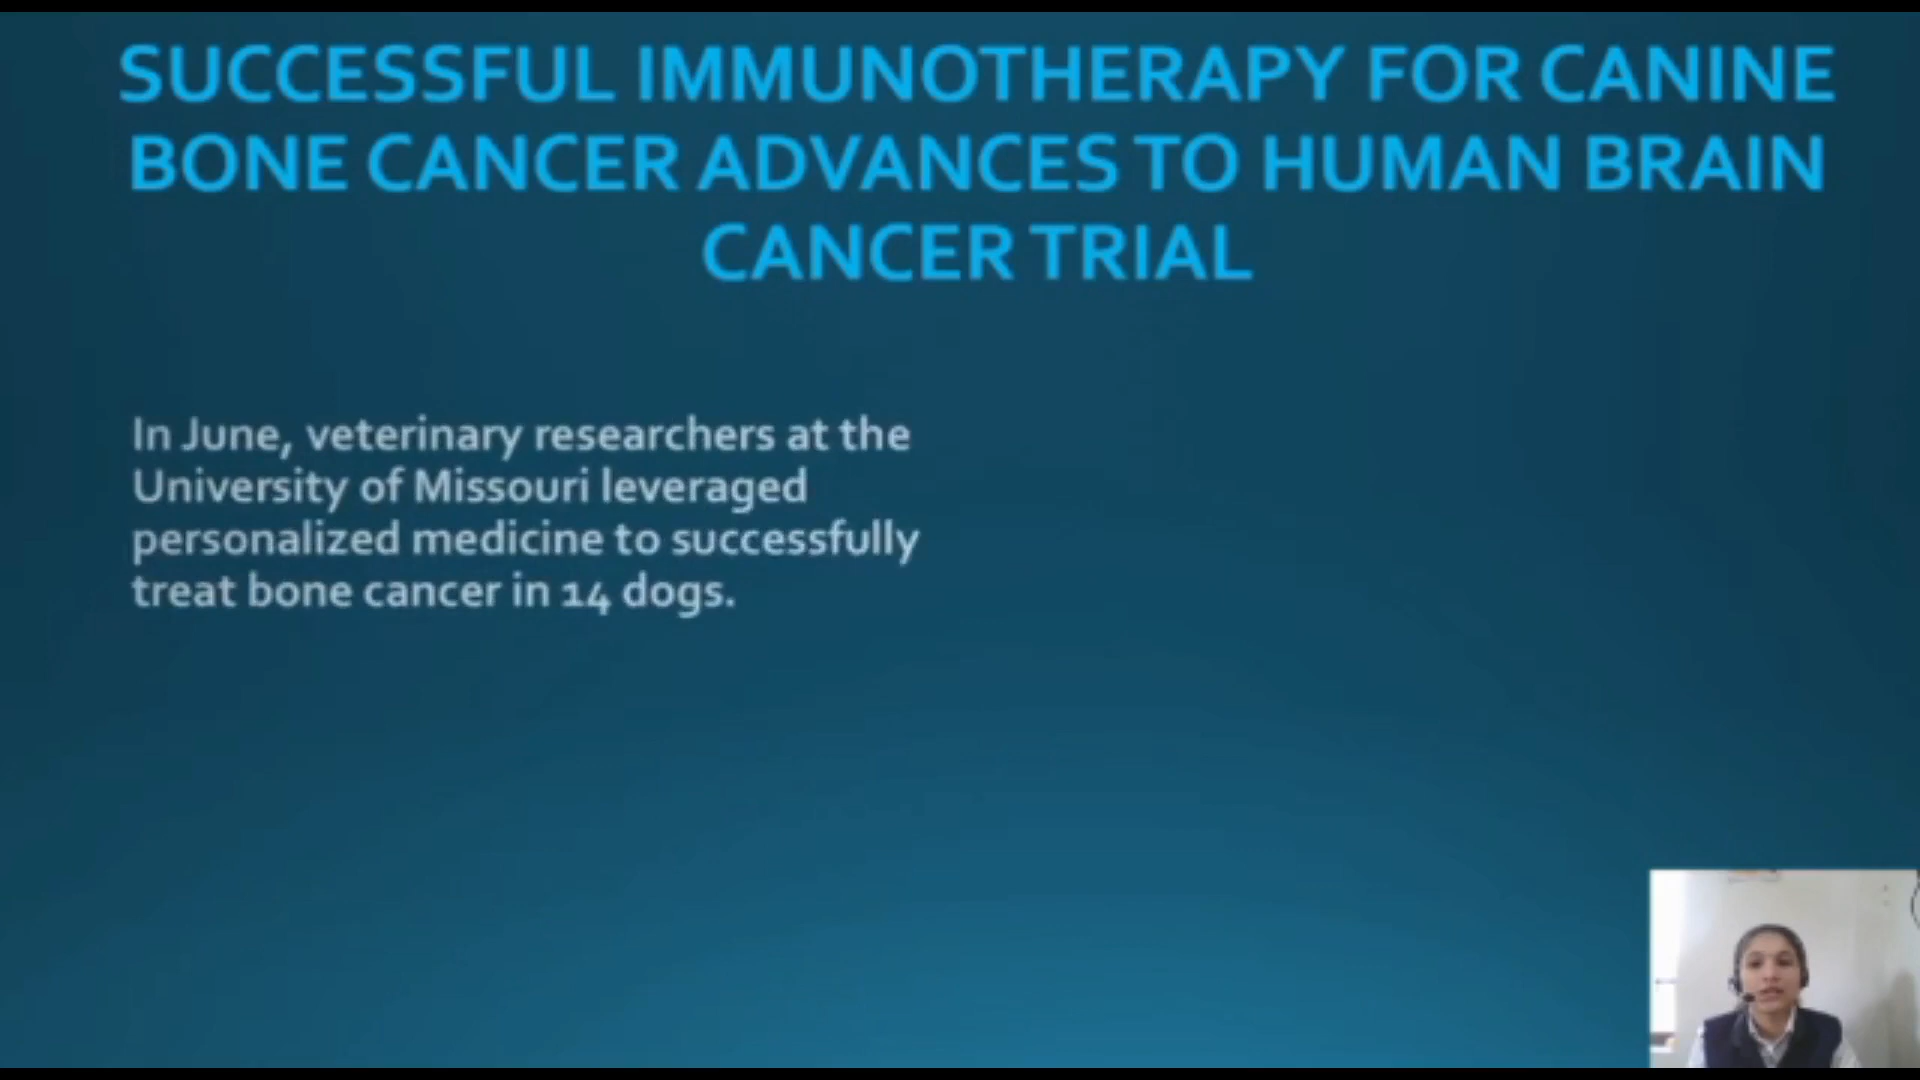 SUCCESSFUL IMMUNOTHERAPY FOR CANINE
BONE CANCER ADVANCES TO HUMAN BRAIN
CANCER TRIAL
In June, veterinary researchers at the
University of Missouri leveraged
personalized medicine to successfully
treat bone cancer in 14 dogs.